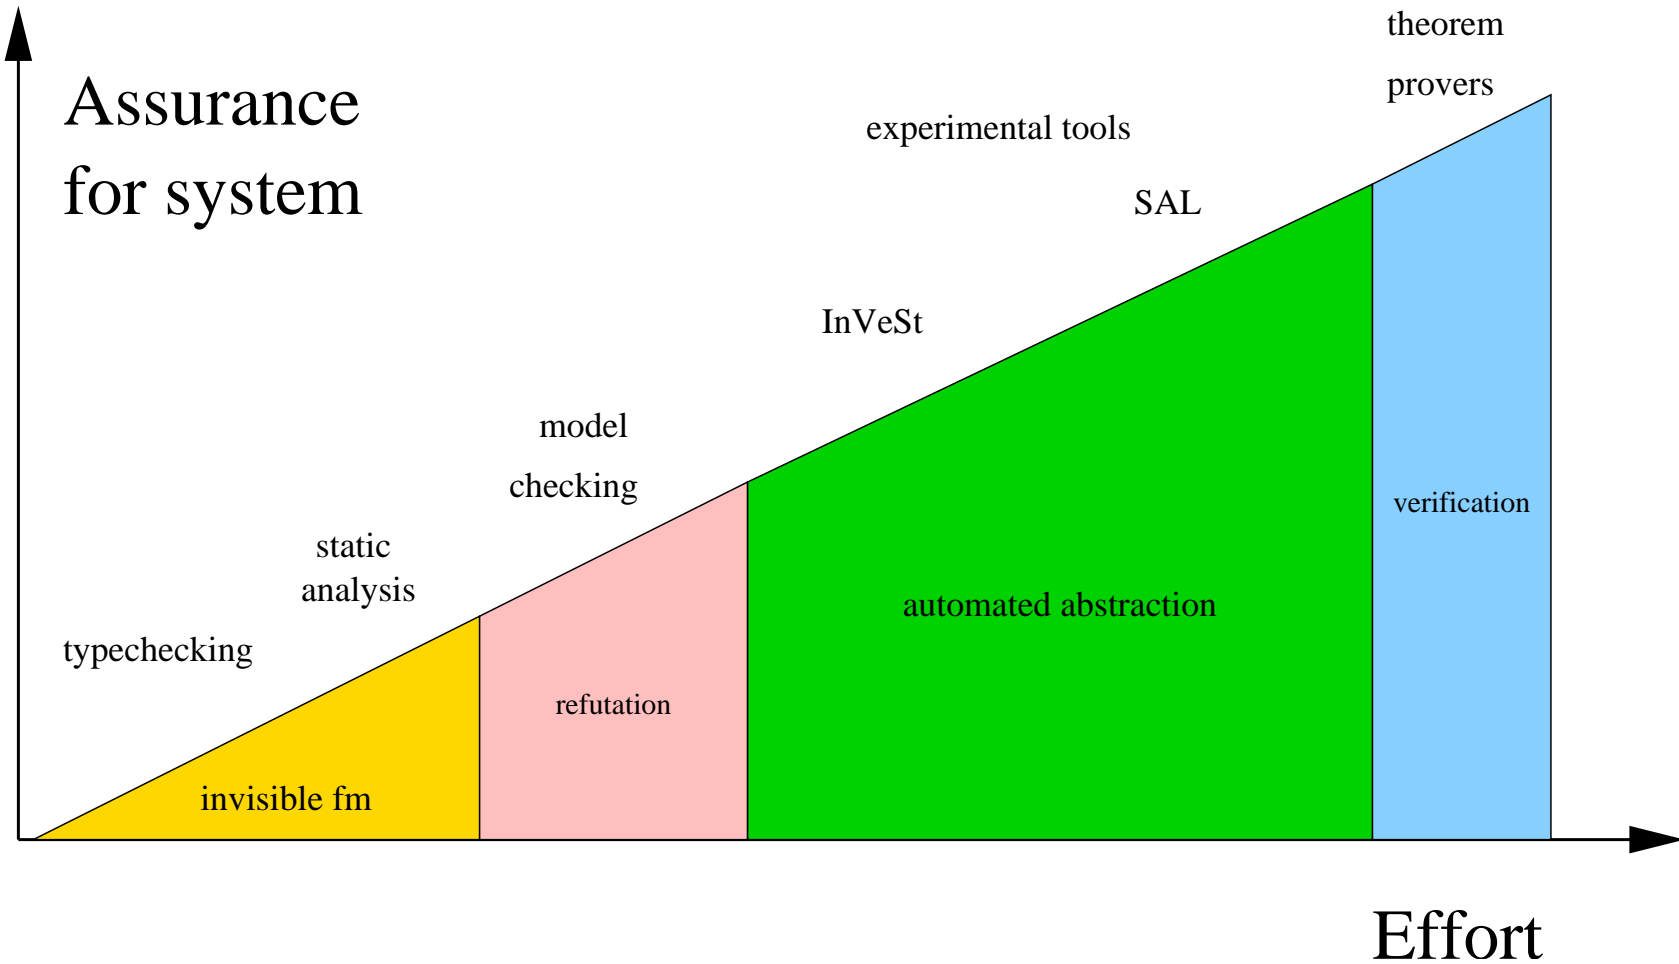 theorem
provers
Assurance
for system
experimental tools
SAL
InVeSt
model
checking
static
analysis
typechecking
verification
automated abstraction
refutation
invisible fm
Effort